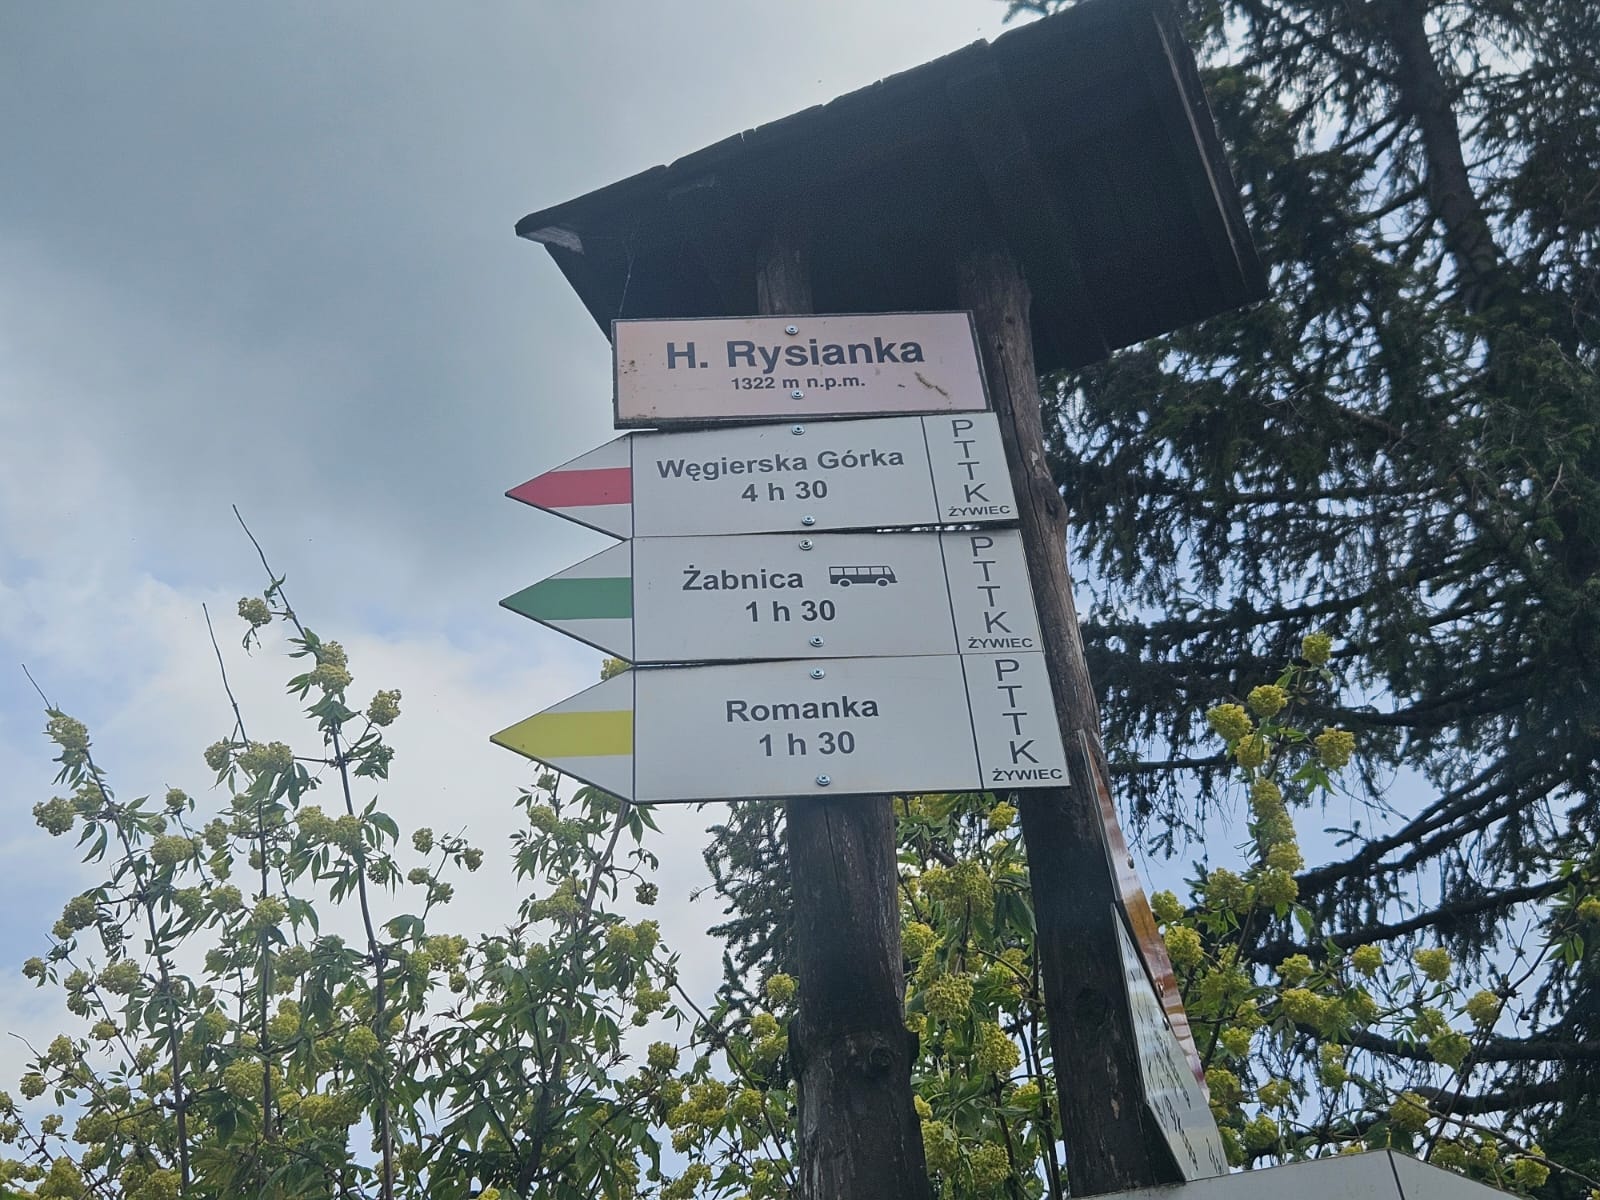 H. Rysianka
1322 m n.p.m.
Węgierska Górka
4 h 30
PTTK
ŻYWIEC
Żabnica
1 h 30
PTTK
ŻYWIEC
Romanka
1 h 30
PTTK
ŻYWIEC